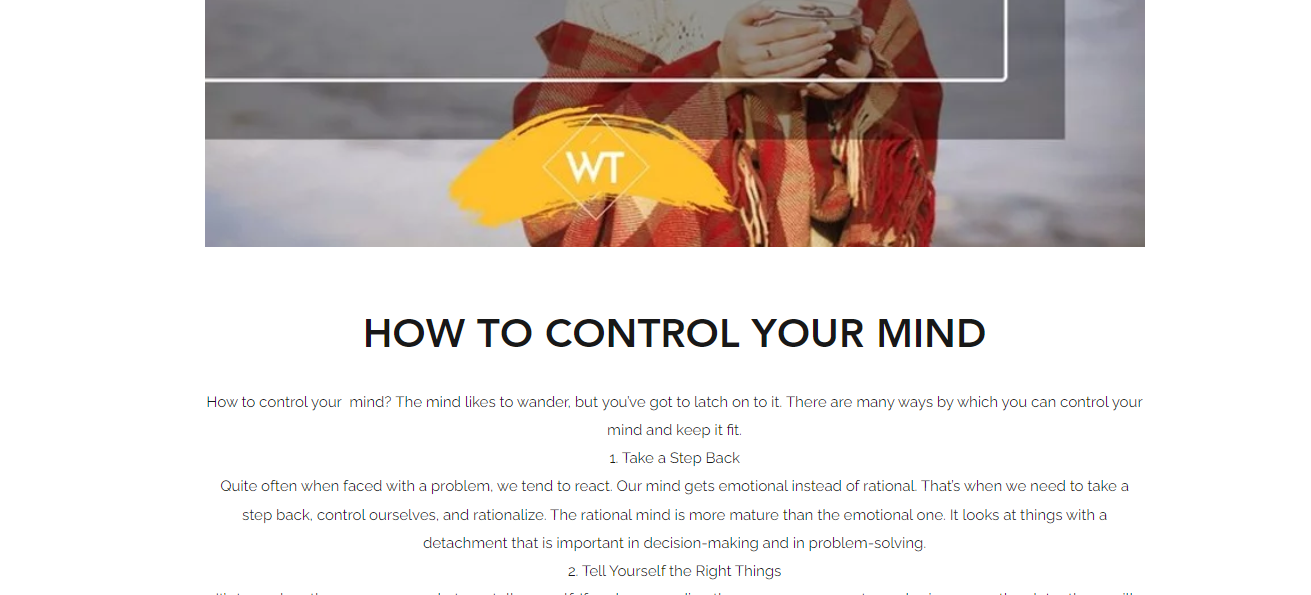 WT
HOW TO CONTROL YOUR MIND
How to control your  mind? The mind likes to wander, but you've got to latch on to it. There are many ways by which you can control your
mind and keep it fit.
1. Take a Step Back
Quite often when faced with a problem, we tend to react. Our mind gets emotional instead of rational. That's when we need to take a
step back, control ourselves, and rationalize. The rational mind is more mature than the emotional one. It looks at things with a
detachment that is important in decision-making and in problem-solving.
2. Tell Yourself the Right Things